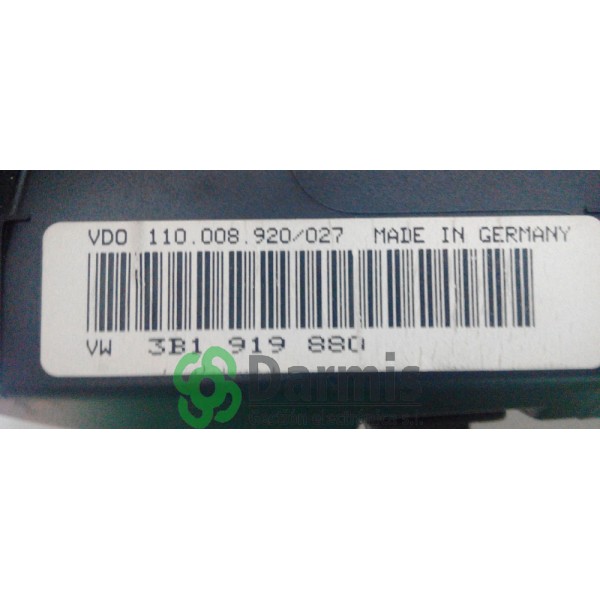 VDO 110.008.920/027 MADE IN GERMANY
VW 3B1 919 880
Darmis